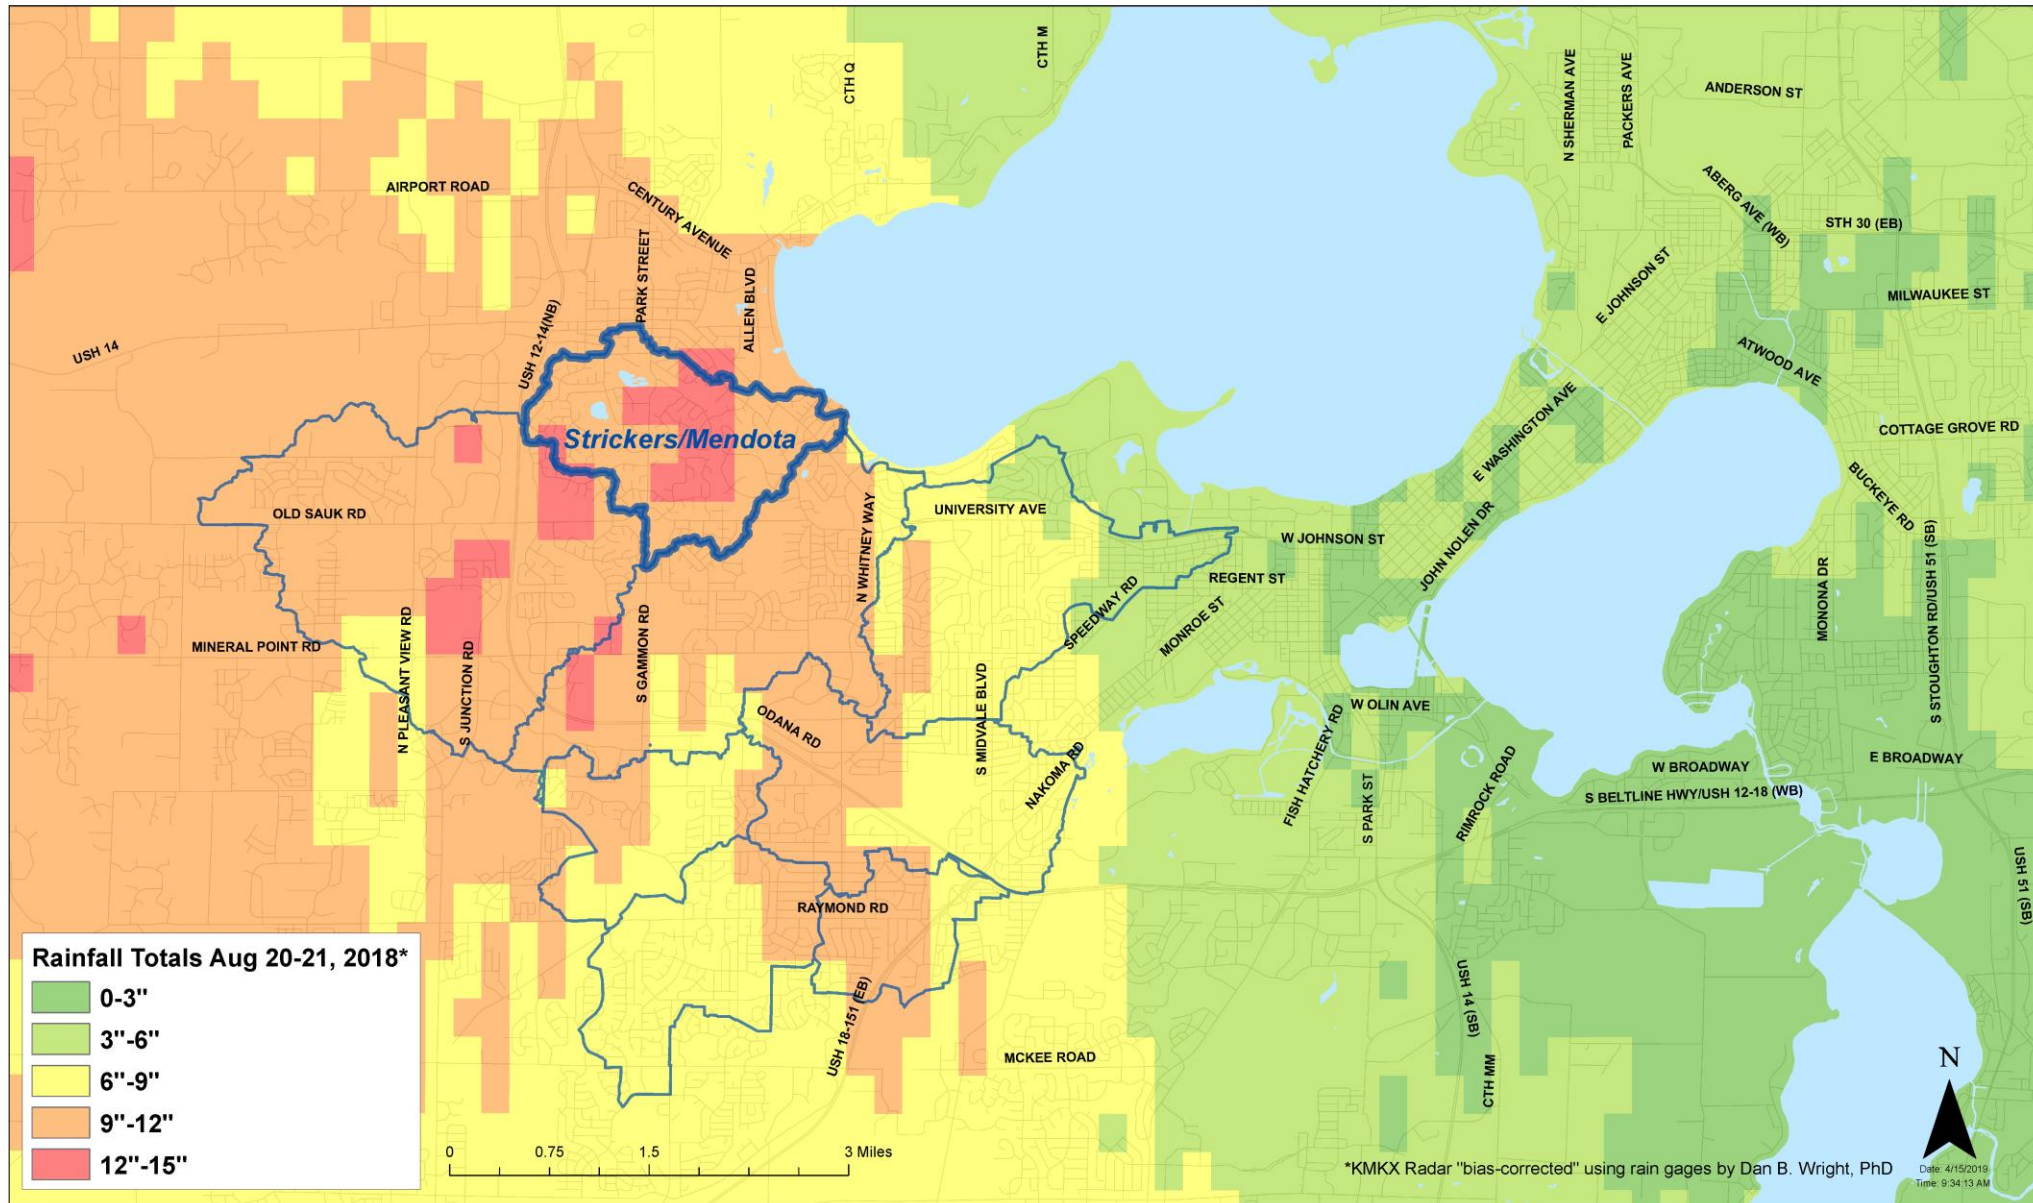 CTH M
CTH Q
N SHERMAN AVE
PACKERS AVE
ANDERSON ST
AIRPORT ROAD
CENTURY AVENUE
ABERG AVE (WB)
STH 30 (EB)
PARK STREET
ALLEN BLVD
E JOHNSON ST
MILWAUKEE ST
USH 14
USH 12-14(NB)
ATWOOD AVE
Strickers/Mendota
E WASHINGTON AVE
COTTAGE GROVE RD
BUCKEYE RD
OLD SAUK RD
N WHITNEY WAY
UNIVERSITY AVE
W JOHNSON ST
JOHN NOLEN DR
S STOUGHTON RD/USH 51 (SB)
REGENT ST
SPEEDWAY RD
MONROE ST
MONONA DR
MINERAL POINT RD
N PLEASANT VIEW RD
S JUNCTION RD
S GAMMON RD
ODANA RD
S MIDVALE BLVD
NAKOMA RD
W OLIN AVE
FISH HATCHERY RD
S PARK ST
RIMROCK ROAD
W BROADWAY
E BROADWAY
S BELTLINE HWY/USH 12-18 (WB)
USH 51 (SB)
RAYMOND RD
USH 18-151 (EB)
USH 14 (SB)
MCKEE ROAD
CTH MM
Rainfall Totals Aug 20-21, 2018*
0-3"
3"-6"
6"-9"
9"-12"
12"-15"
0 0.75 1.5 3 Miles
N
*KMKX Radar "bias-corrected" using rain gages by Dan B. Wright, PhD
Date: 4/15/2019
Time: 9:34:13 AM